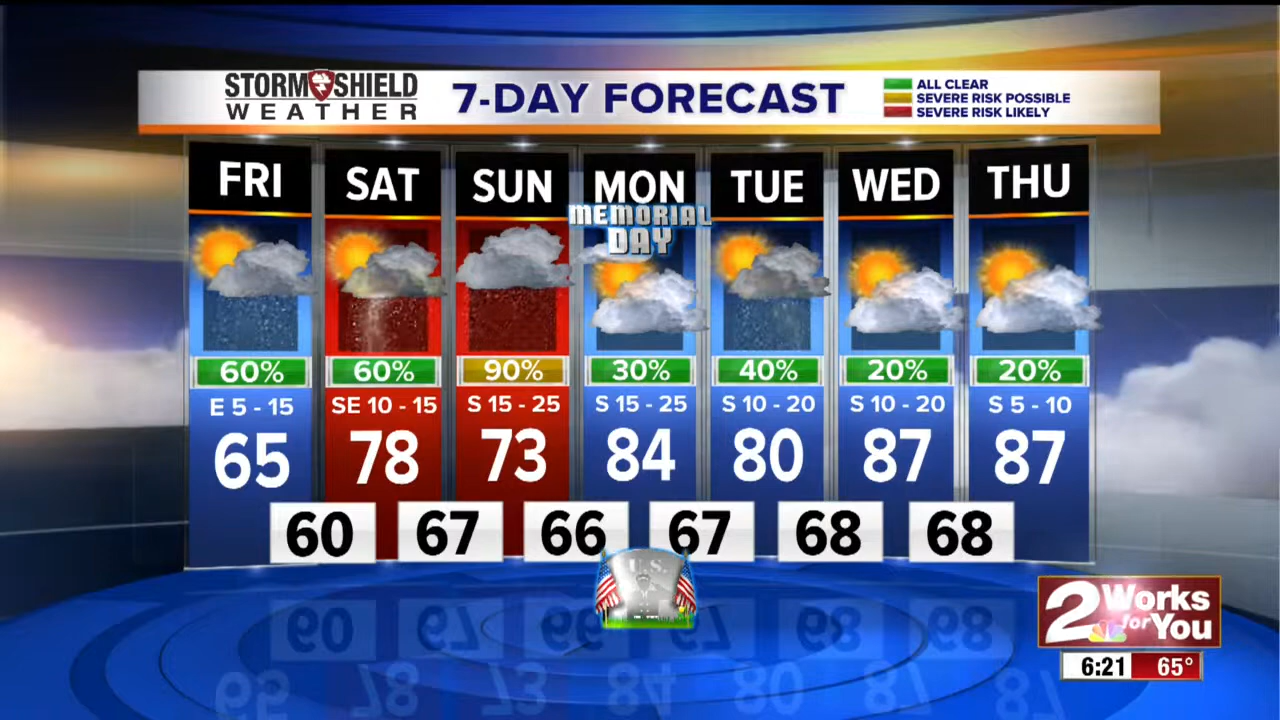 STORM SHIELD
WEATHER
7-DAY FORECAST
ALL CLEAR
SEVERE RISK POSSIBLE
SEVERE RISK LIKELY
FRI SAT SUN MON TUE WED THU
MEMORIAL
DAY
60% 60% 90% 30% 40% 20% 20%
E 5 - 15 SE 10 - 15 S 15 - 25 S 15 - 25 S 10 - 20 S 10 - 20 S 5 - 10
65 78 73 84 80 87 87
60 67 66 67 68 68
U.S.
2 Works
for You
6:21 65°